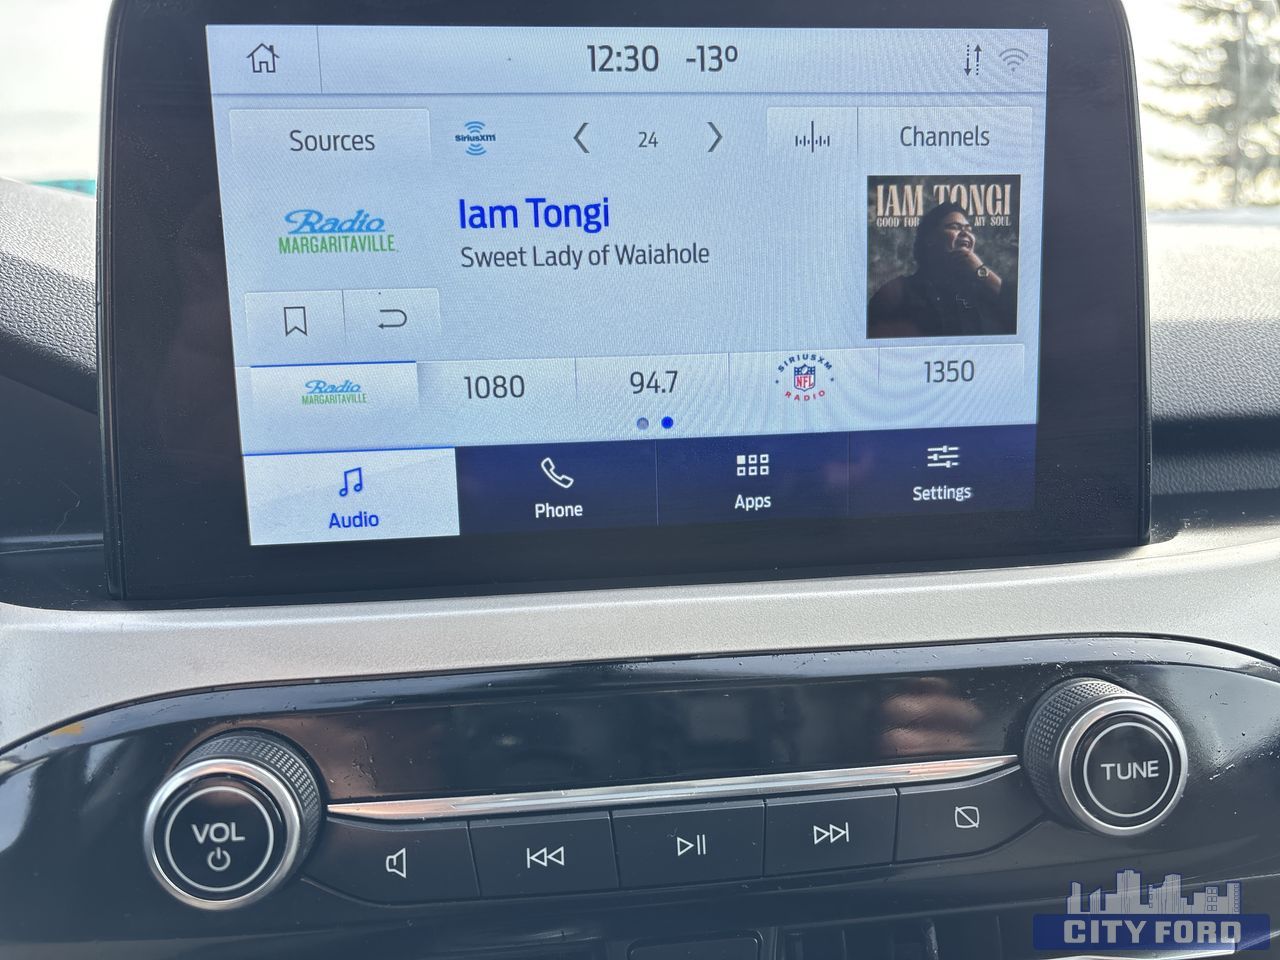 12:30 -13º
Sources
SiriusXM
24
Channels
Radio
MARGARITAVILLE
Iam Tongi
Sweet Lady of Waiahole
IAM TONGI
GOOD FOR MY SOUL
Radio
MARGARITAVILLE
1080
94.7
SIRIUSXM
NFL
RADIO
1350
Audio
Phone
Apps
Settings
VOL
TUNE
CITY FORD